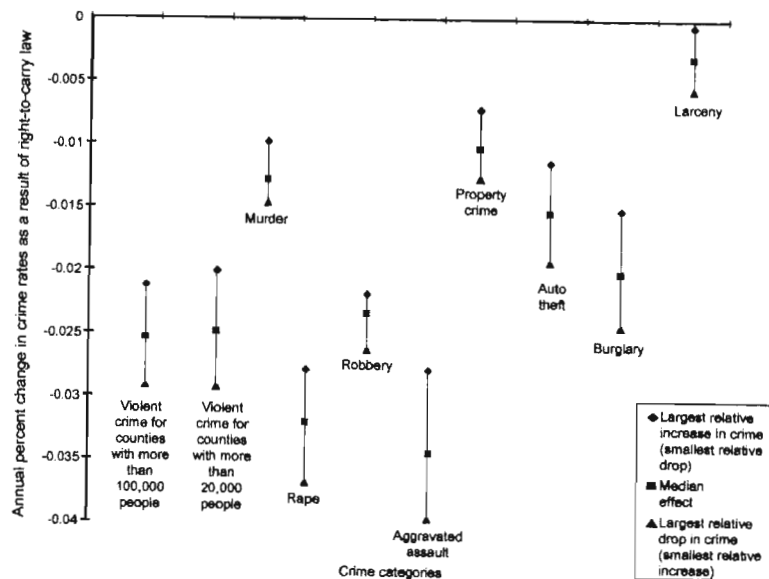 Annual percent change in crime rates as a result of right-to-carry law
0
-0.005
-0.01
-0.015
-0.02
-0.025
-0.03
-0.035
-0.04
Violent
crime for
counties
with more
than
100,000
people
Violent
crime for
counties
with more
than
20,000
people
Murder
Rape
Robbery
Aggravated
assault
Property
crime
Auto
theft
Burglary
Larceny
Crime categories
Largest relative
increase in crime
(smallest relative
drop)
Median
effect
Largest relative
drop in crime
(smallest relative
increase)